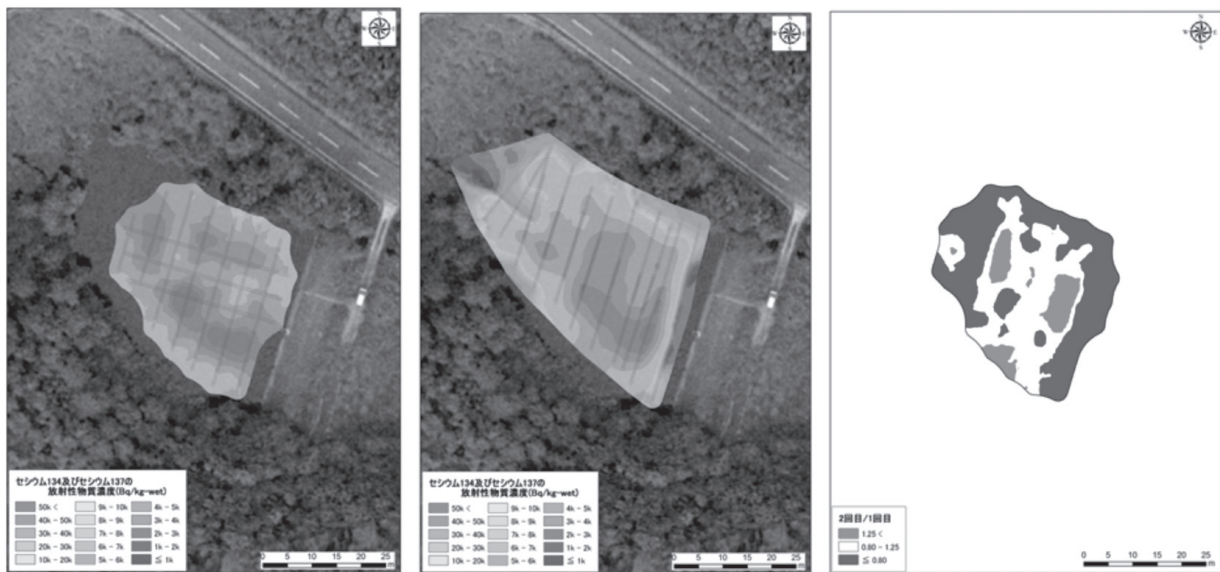 N
W
E
S
セシウム134及びセシウム137の
放射性物質濃度(Bq/kg-wet)
50k <
40k - 50k
30k - 40k
20k - 30k
10k - 20k
9k - 10k
8k - 9k
7k - 8k
6k - 7k
5k - 6k
4k - 5k
3k - 4k
2k - 3k
1k - 2k
≦ 1k
0 5 10 15 20 25
m
N
W
E
S
セシウム134及びセシウム137の
放射性物質濃度(Bq/kg-wet)
50k <
40k - 50k
30k - 40k
20k - 30k
10k - 20k
9k - 10k
8k - 9k
7k - 8k
6k - 7k
5k - 6k
4k - 5k
3k - 4k
2k - 3k
1k - 2k
≦ 1k
0 5 10 15 20 25
m
N
W
E
S
2回目/1回目
1.25 <
0.80 - 1.25
≦ 0.80
0 5 10 15 20 25
m